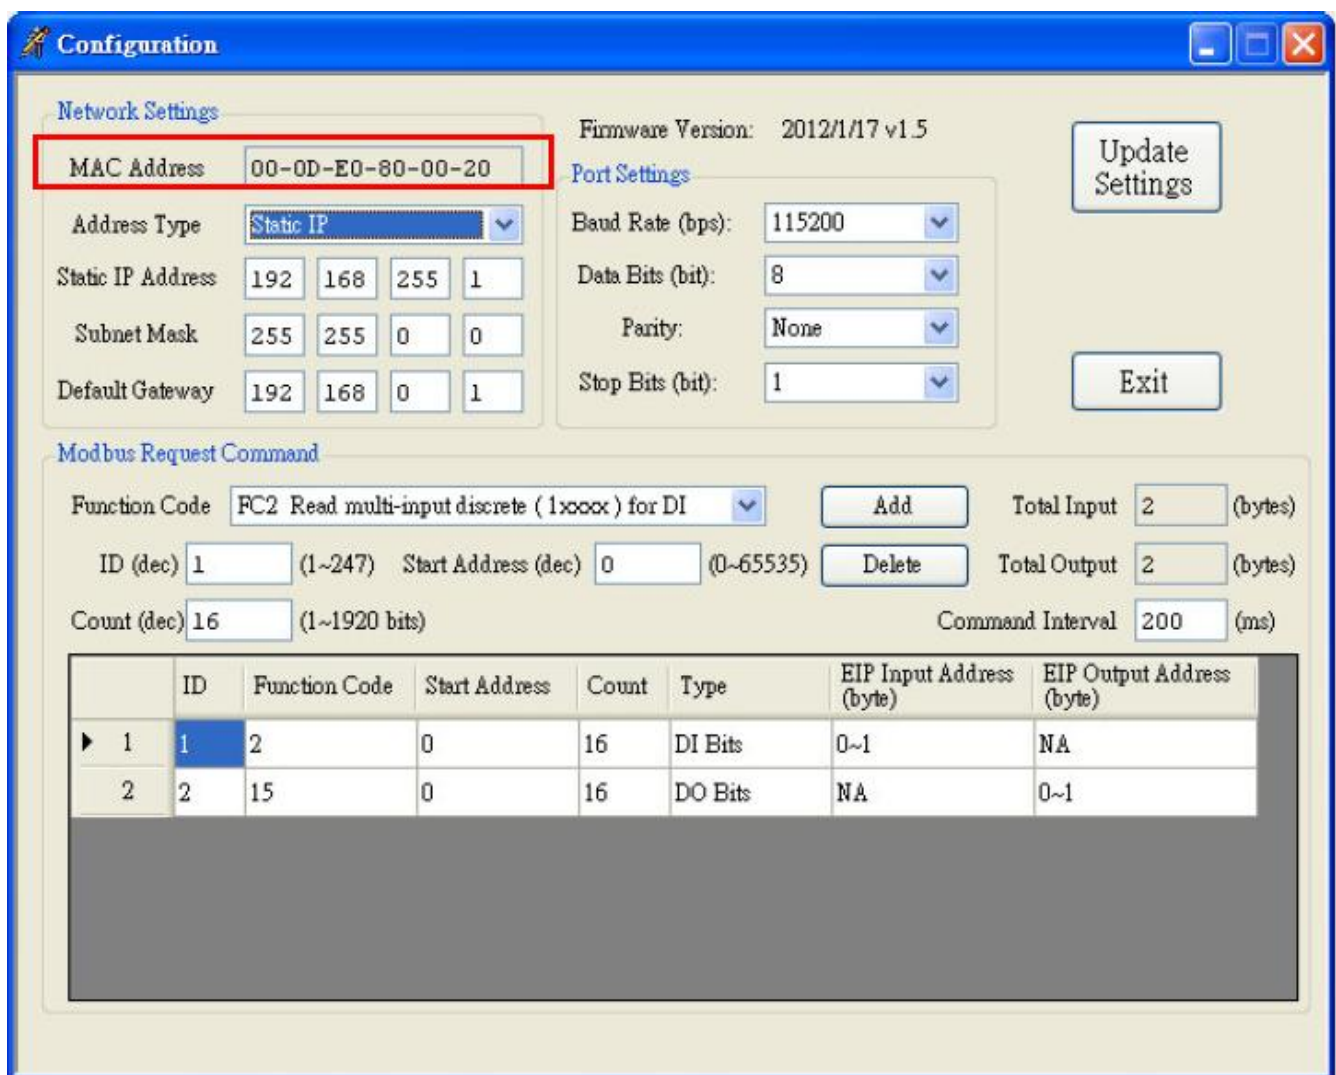 Configuration
Network Settings
MAC Address 00-0D-E0-80-00-20
Address Type Static IP
Static IP Address 192 168 255 1
Subnet Mask 255 255 0 0
Default Gateway 192 168 0 1
Firmware Version: 2012/1/17 v1.5
Port Settings
Baud Rate (bps): 115200
Data Bits (bit): 8
Parity: None
Stop Bits (bit): 1
Update
Settings
Exit
Modbus Request Command
Function Code FC2 Read multi-input discrete ( 1xxxx ) for DI Add Total Input 2 (bytes)
ID (dec) 1 (1~247) Start Address (dec) 0 (0~65535) Delete Total Output 2 (bytes)
Count (dec) 16 (1~1920 bits) Command Interval 200 (ms)
ID Function Code Start Address Count Type EIP Input Address (byte) EIP Output Address (byte)
1 1 2 0 16 DI Bits 0~1 NA
2 2 15 0 16 DO Bits NA 0~1